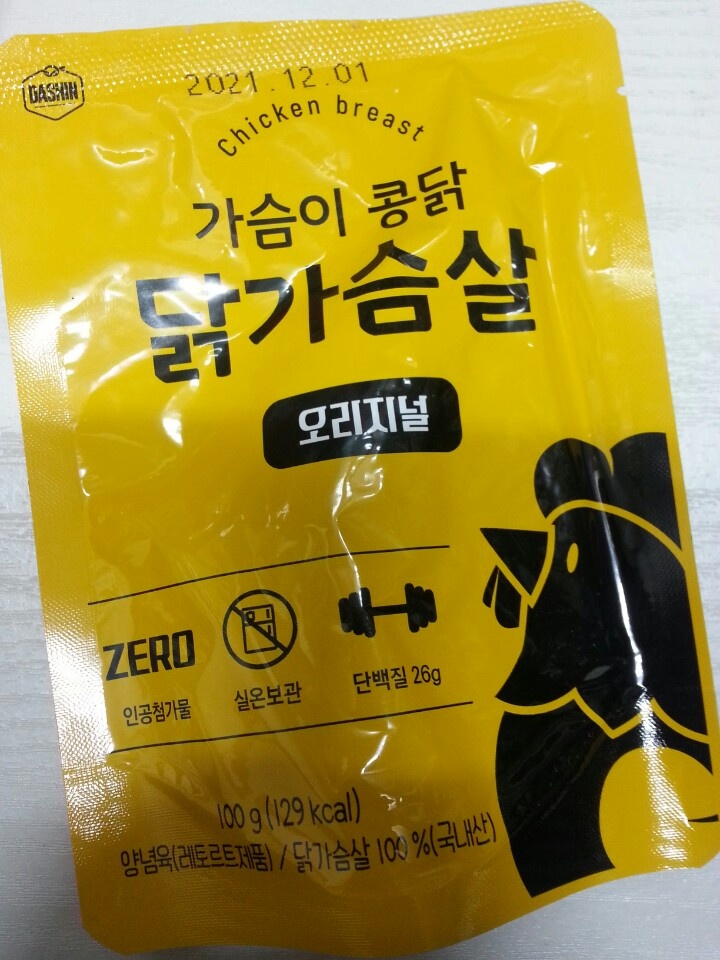 DASHIN
2021.12.01
Chicken breast
가슴이 콩닭
닭가슴살
오리지널
ZERO
인공첨가물
실온보관
단백질 26g
100 g (129 kcal)
양념육(레토르트제품) / 닭가슴살 100 %(국내산)